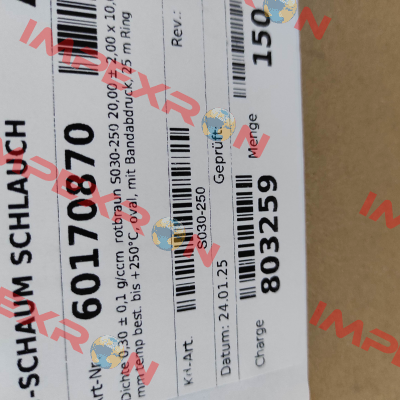 -SCHAUM SCHLAUCH
Art-Nr
60170870
Dichte 0,30 ± 0,1 g/ccm rotbraun S030-250 20,00 ± 2,00 x 10,0
mm temp best. bis +250°C, oval, mit Bandabdruck, 25 m Ring
Kd-Art. Rev.:
S030-250
Datum: 24.01.25 Geprüft:
Charge 803259 Menge 150
IMPEXRON